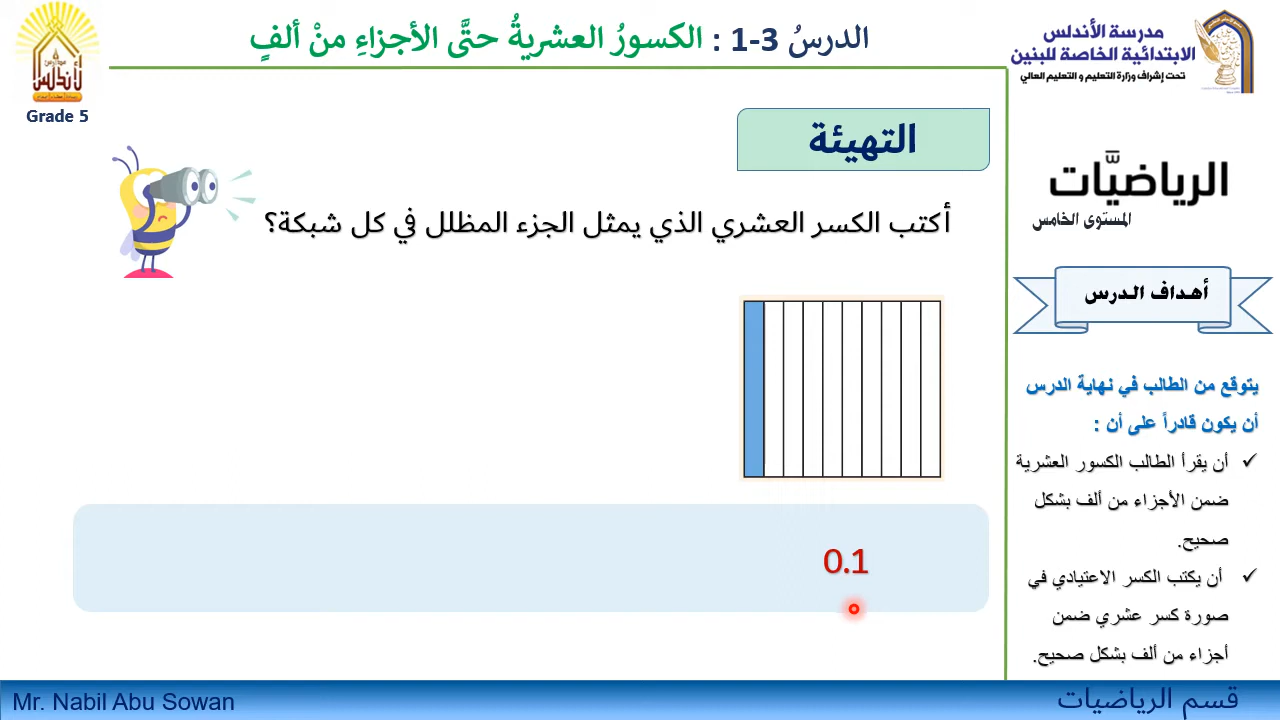 مدرسة الأندلس
الابتدائية الخاصة للبنين
تحت إشراف وزارة التعليم و التعليم العالي
الدرسُ 3-1 : الكسورُ العشريةُ حتَّى الأجزاءِ منْ ألفٍ
Grade 5
الرياضيَّات
المستوى الخامس
أهداف الدرس
يتوقع من الطالب في نهاية الدرس
أن يكون قادراً على أن :
✓ أن يقرأ الطالب الكسور العشرية
ضمن الأجزاء من ألف بشكل
صحيح.
✓ أن يكتب الكسر الاعتيادي في
صورة كسر عشري ضمن
أجزاء من ألف بشكل صحيح.
التهيئة
أكتب الكسر العشري الذي يمثل الجزء المظلل في كل شبكة؟
0.1
قسم الرياضيات
Mr. Nabil Abu Sowan